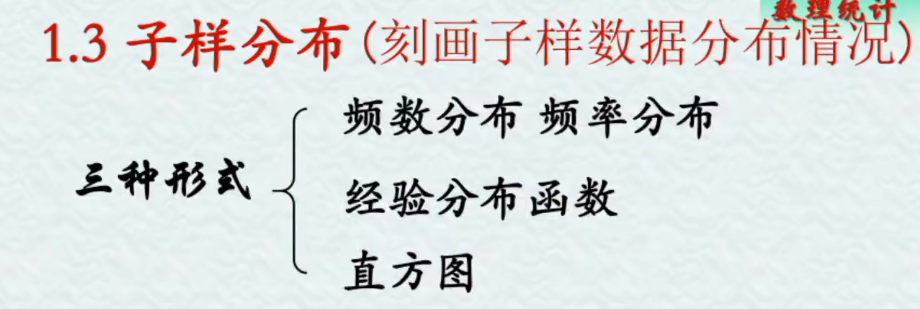 数理统计
1.3 子样分布(刻画子样数据分布情况)
频数分布 频率分布
三种形式
经验分布函数
直方图